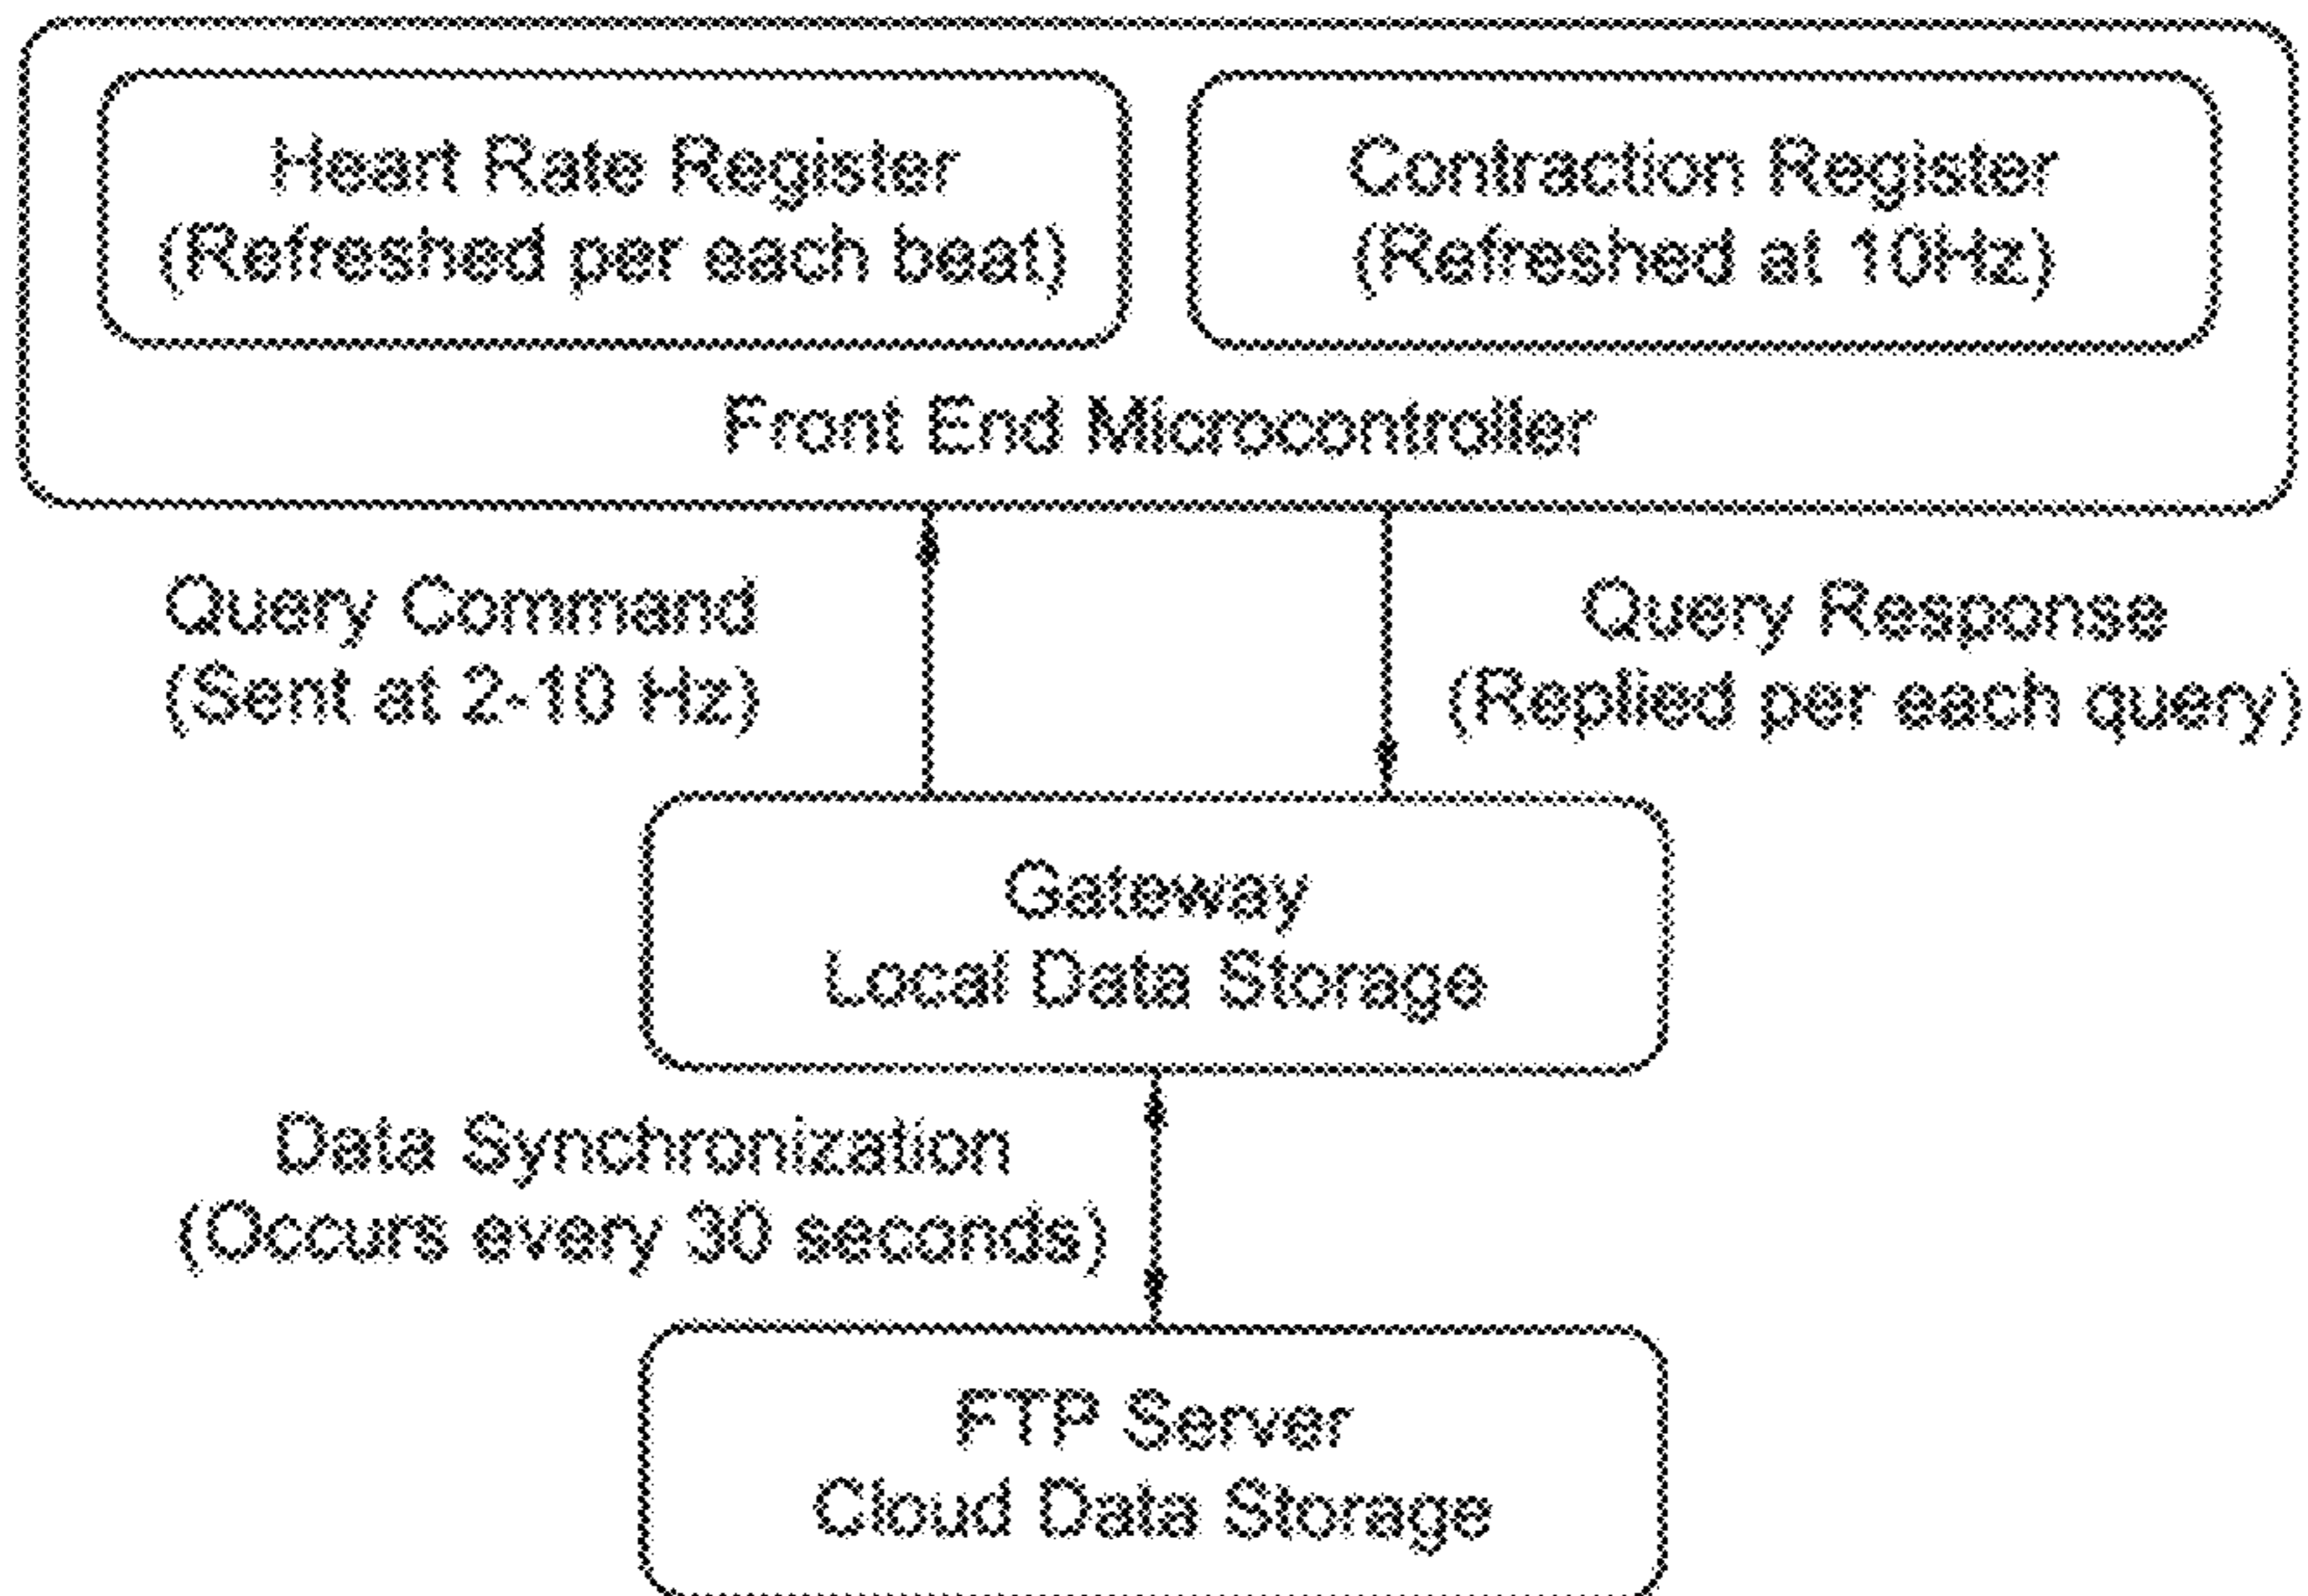 Heart Rate Register
(Refreshed per each beat)
Contraction Register
(Refreshed at 10Hz)
Front End Microcontroller
Query Command
(Sent at 2-10 Hz)
Query Response
(Replied per each query)
Gateway
Local Data Storage
Data Synchronization
(Occurs every 30 seconds)
FTP Server
Cloud Data Storage